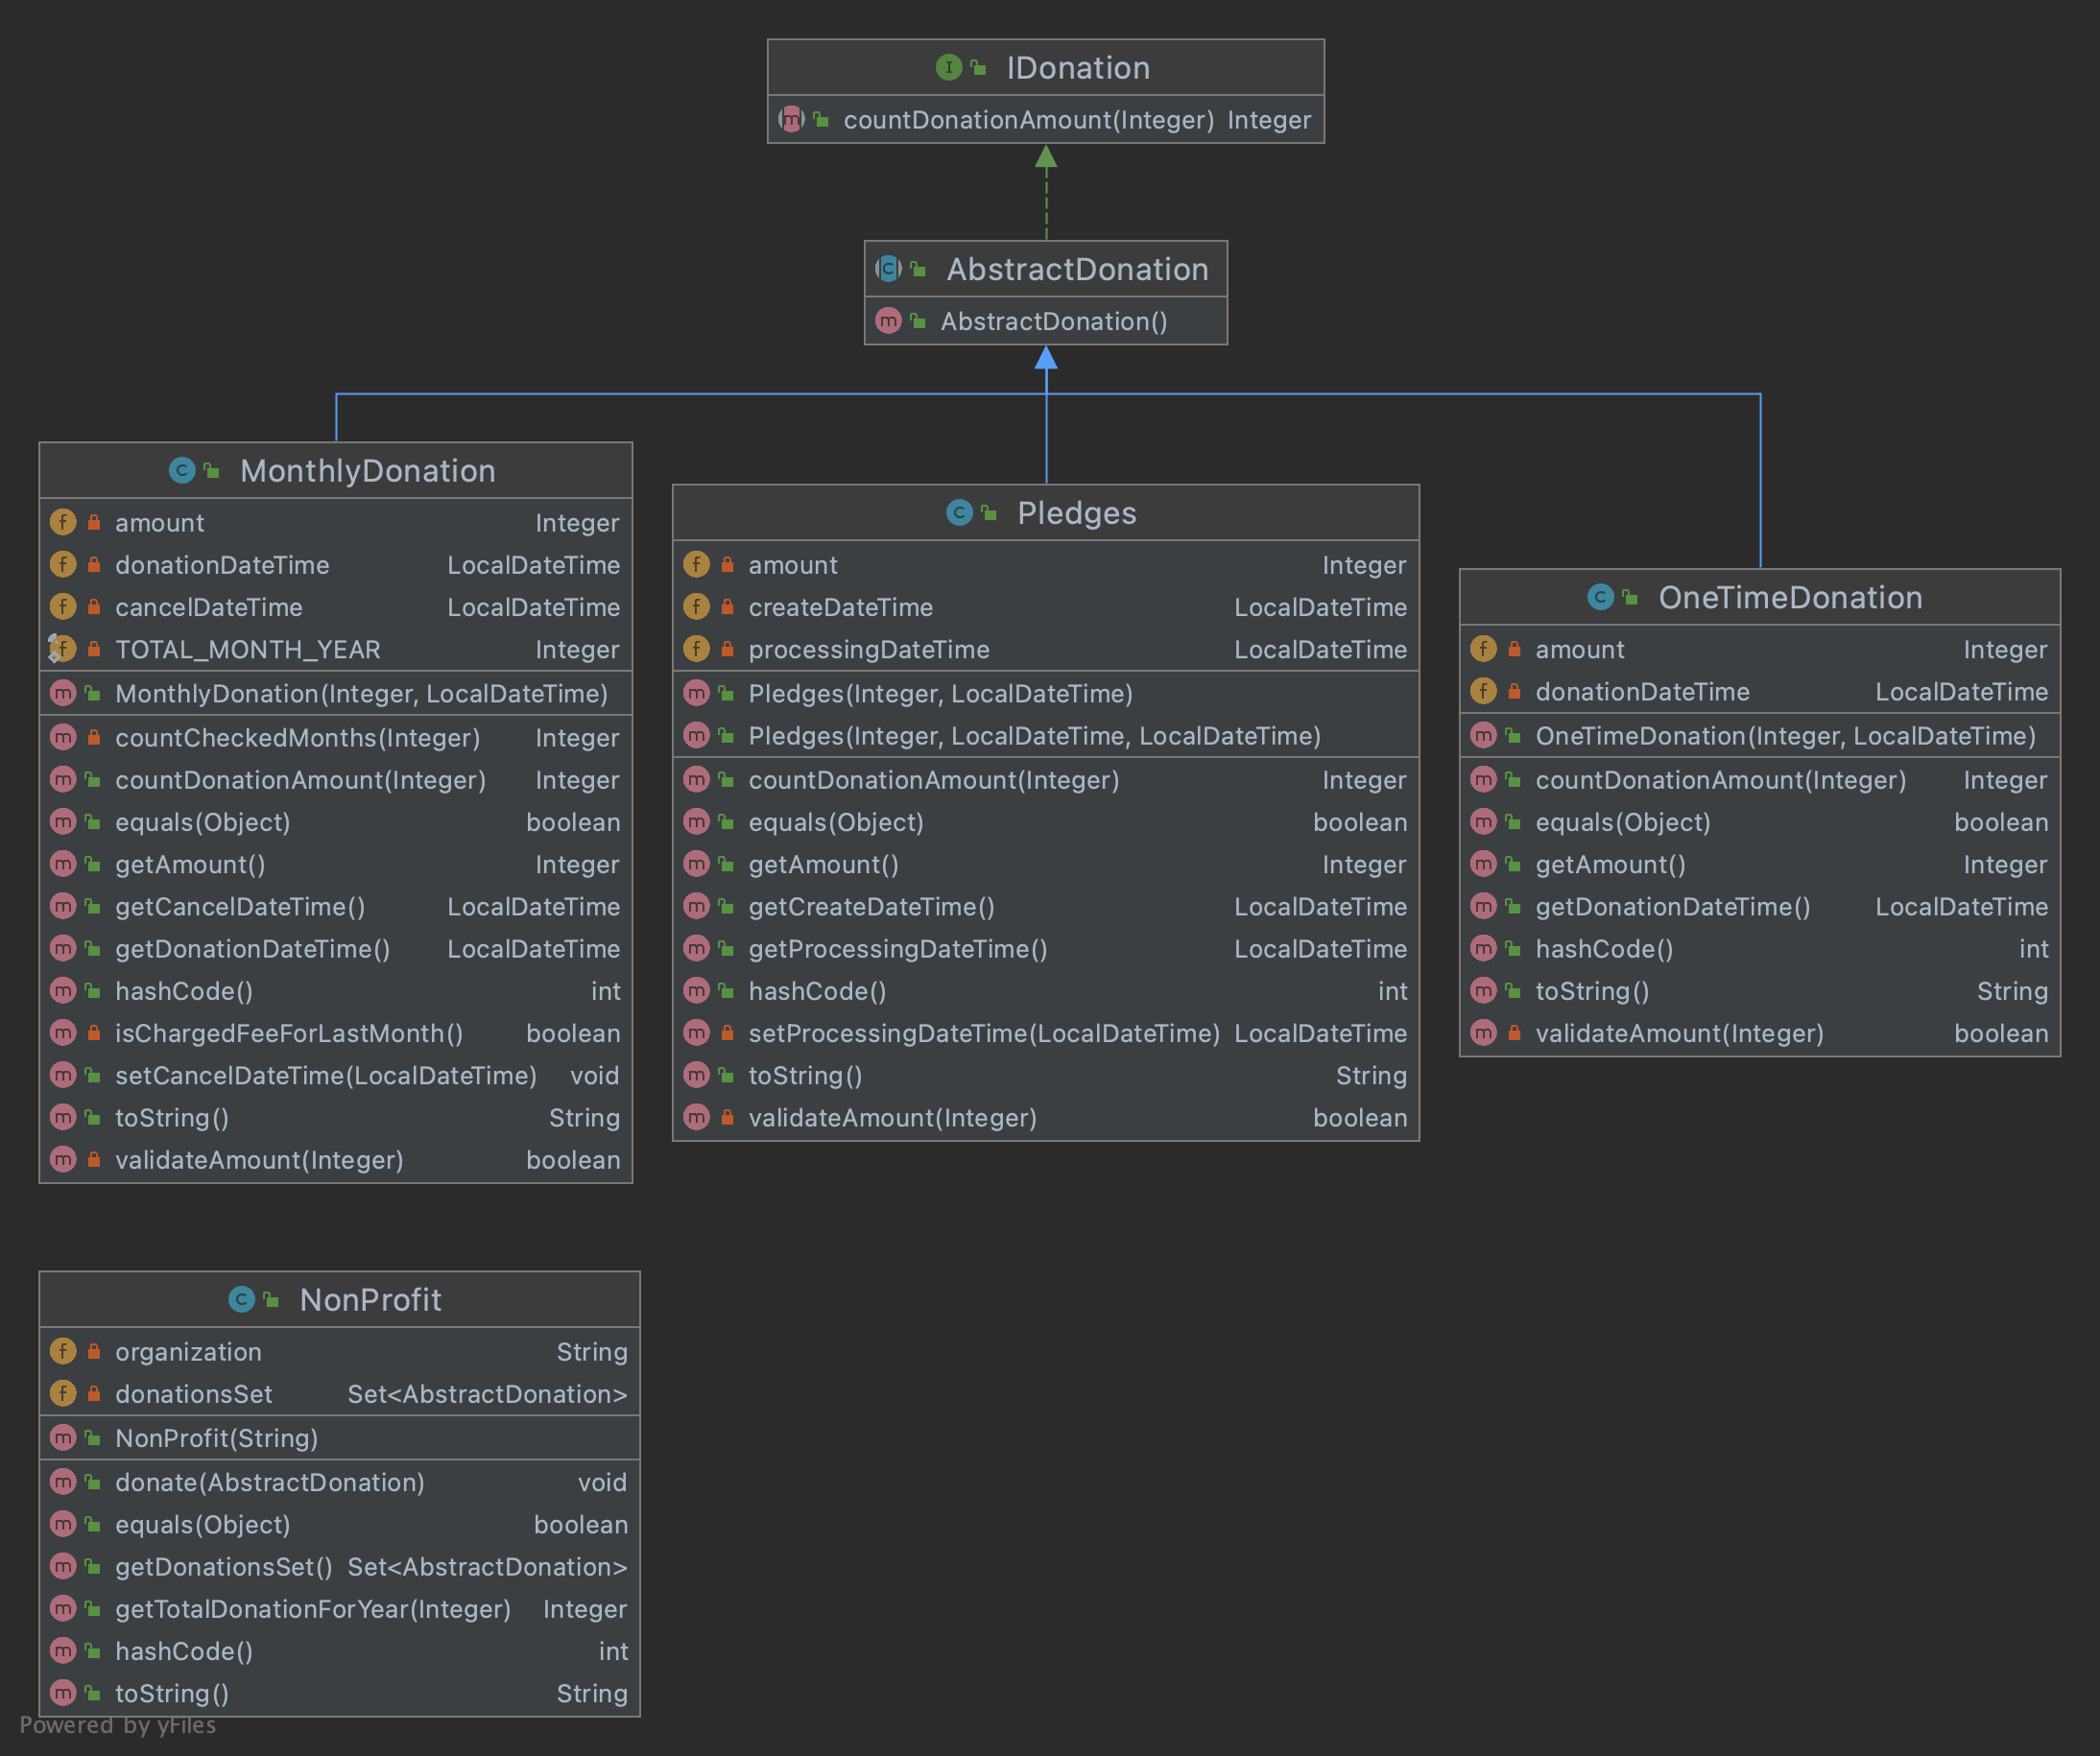 IDonation
countDonationAmount(Integer) Integer
AbstractDonation
AbstractDonation()
MonthlyDonation
amount Integer
donationDateTime LocalDateTime
cancelDateTime LocalDateTime
TOTAL_MONTH_YEAR Integer
MonthlyDonation(Integer, LocalDateTime)
countCheckedMonths(Integer) Integer
countDonationAmount(Integer) Integer
equals(Object) boolean
getAmount() Integer
getCancelDateTime() LocalDateTime
getDonationDateTime() LocalDateTime
hashCode() int
isChargedFeeForLastMonth() boolean
setCancelDateTime(LocalDateTime) void
toString() String
validateAmount(Integer) boolean
Pledges
amount Integer
createDateTime LocalDateTime
processingDateTime LocalDateTime
Pledges(Integer, LocalDateTime)
Pledges(Integer, LocalDateTime, LocalDateTime)
countDonationAmount(Integer) Integer
equals(Object) boolean
getAmount() Integer
getCreateDateTime() LocalDateTime
getProcessingDateTime() LocalDateTime
hashCode() int
setProcessingDateTime(LocalDateTime) LocalDateTime
toString() String
validateAmount(Integer) boolean
OneTimeDonation
amount Integer
donationDateTime LocalDateTime
OneTimeDonation(Integer, LocalDateTime)
countDonationAmount(Integer) Integer
equals(Object) boolean
getAmount() Integer
getDonationDateTime() LocalDateTime
hashCode() int
toString() String
validateAmount(Integer) boolean
NonProfit
organization String
donationsSet Set<AbstractDonation>
NonProfit(String)
donate(AbstractDonation) void
equals(Object) boolean
getDonationsSet() Set<AbstractDonation>
getTotalDonationForYear(Integer) Integer
hashCode() int
toString() String
Powered by yFiles